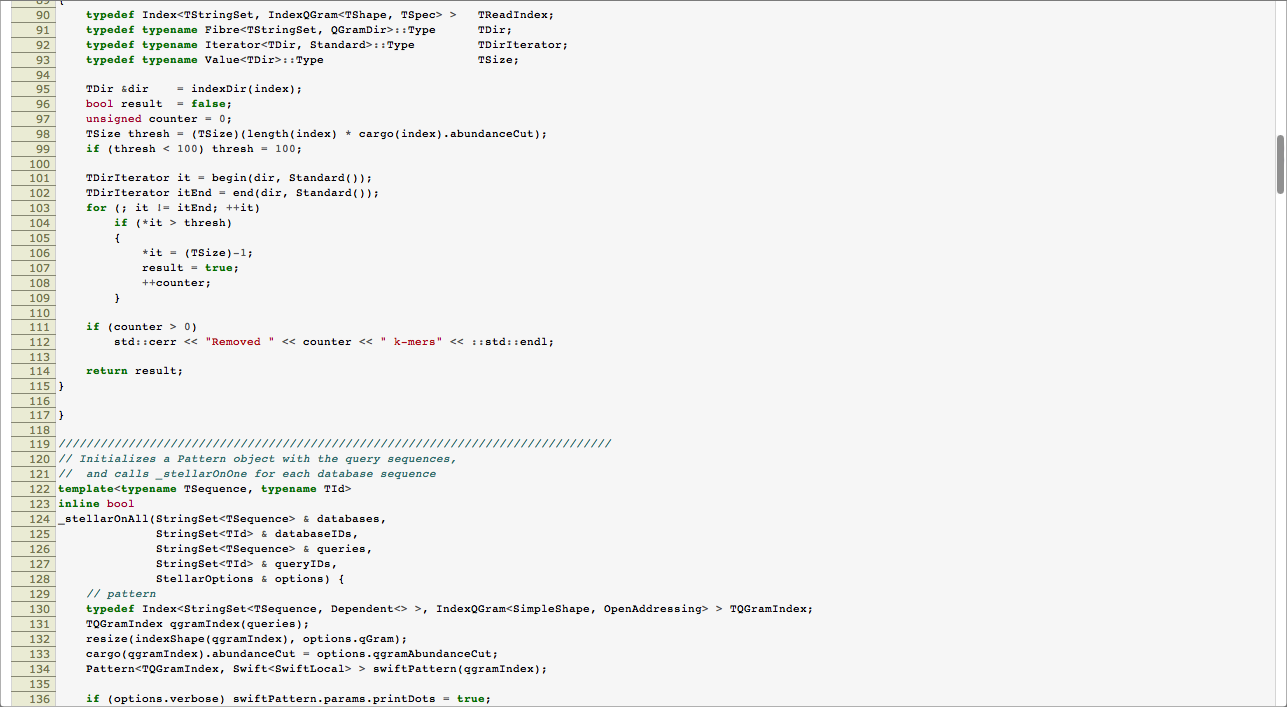 89 {
90     typedef Index<TStringSet, IndexQGram<TShape, TSpec> >   TReadIndex;
91     typedef typename Fibre<TStringSet, QGramDir>::Type      TDir;
92     typedef typename Iterator<TDir, Standard>::Type         TDirIterator;
93     typedef typename Value<TDir>::Type                      TSize;
94
95     TDir &dir    = indexDir(index);
96     bool result  = false;
97     unsigned counter = 0;
98     TSize thresh = (TSize)(length(index) * cargo(index).abundanceCut);
99     if (thresh < 100) thresh = 100;
100
101     TDirIterator it = begin(dir, Standard());
102     TDirIterator itEnd = end(dir, Standard());
103     for (; it != itEnd; ++it)
104         if (*it > thresh)
105         {
106             *it = (TSize)-1;
107             result = true;
108             ++counter;
109         }
110
111     if (counter > 0)
112         std::cerr << "Removed " << counter << " k-mers" << ::std::endl;
113
114     return result;
115 }
116
117 }
118
119 ///////////////////////////////////////////////////////////////////////////////
120 // Initializes a Pattern object with the query sequences,
121 //  and calls _stellarOnOne for each database sequence
122 template<typename TSequence, typename TId>
123 inline bool
124 _stellarOnAll(StringSet<TSequence> & databases,
125               StringSet<TId> & databaseIDs,
126               StringSet<TSequence> & queries,
127               StringSet<TId> & queryIDs,
128               StellarOptions & options) {
129     // pattern
130     typedef Index<StringSet<TSequence, Dependent<> >, IndexQGram<SimpleShape, OpenAddressing> > TQGramIndex;
131     TQGramIndex qgramIndex(queries);
132     resize(indexShape(qgramIndex), options.qGram);
133     cargo(qgramIndex).abundanceCut = options.qgramAbundanceCut;
134     Pattern<TQGramIndex, Swift<SwiftLocal> > swiftPattern(qgramIndex);
135
136     if (options.verbose) swiftPattern.params.printDots = true;